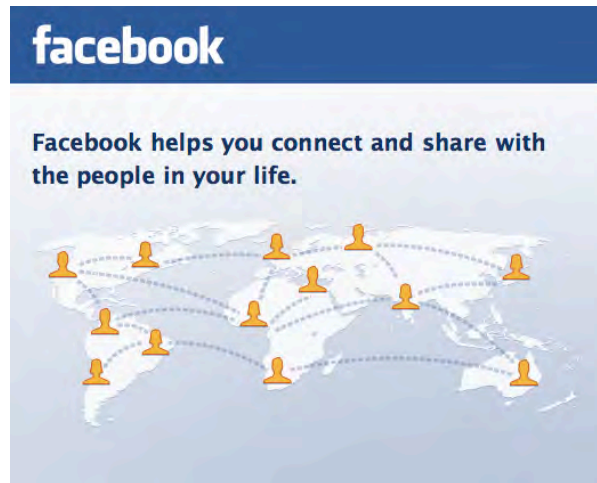 facebook
Facebook helps you connect and share with
the people in your life.